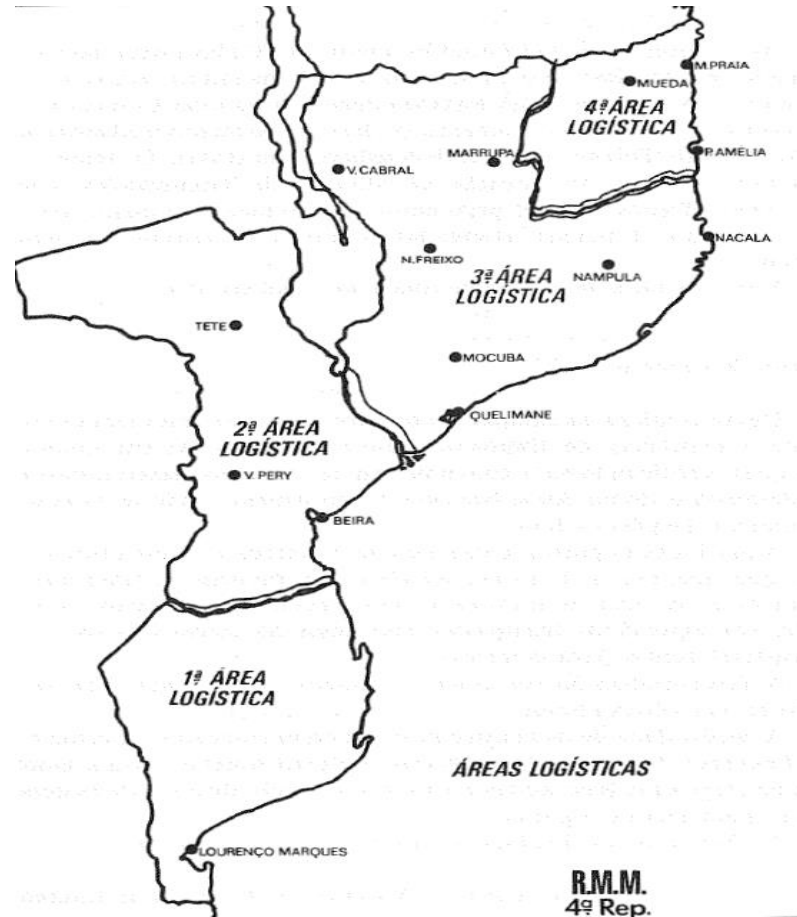 M. PRAIA
MUEDA
4ª ÁREA
LOGÍSTICA
MARRUPA
P.AMÉLIA
V.CABRAL
NACALA
N.FREIXO
NAMPULA
3ª ÁREA
LOGÍSTICA
TETE
MOCUBA
QUELIMANE
2ª ÁREA
LOGÍSTICA
V. PERY
BEIRA
1ª ÁREA
LOGÍSTICA
ÁREAS LOGÍSTICAS
LOURENÇO MARQUES
R.M.M.
4ª Rep.